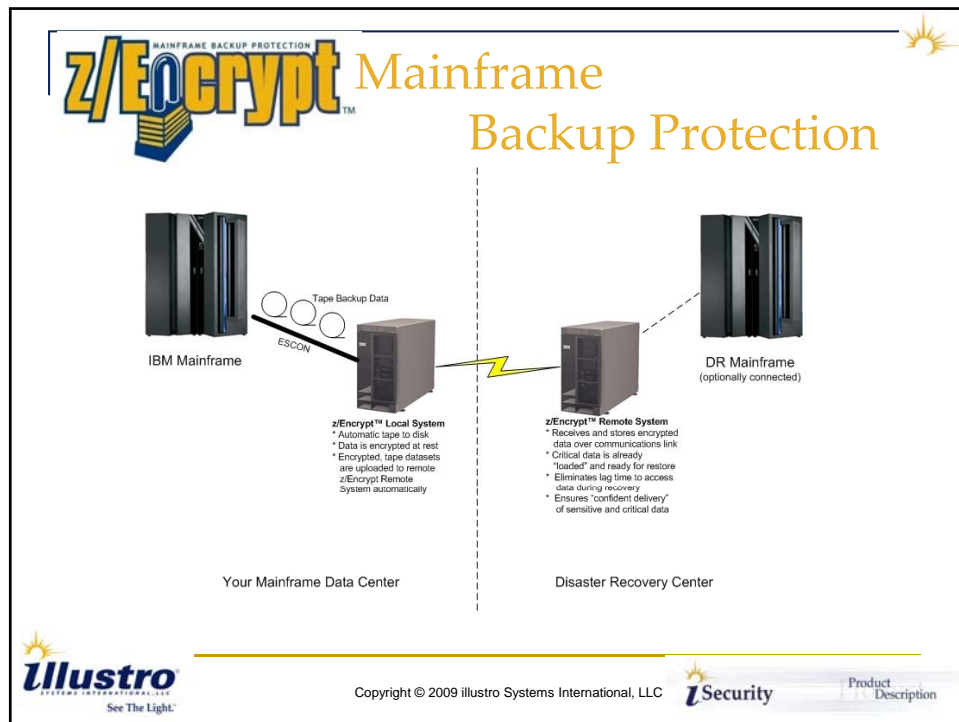 MAINFRAME BACKUP PROTECTION
z/Encrypt™
Mainframe
Backup Protection
Tape Backup Data
ESCON
IBM Mainframe
IBM
z/Encrypt™ Local System
* Automatic tape to disk
* Data is encrypted at rest
* Encrypted, tape datasets
are uploaded to remote
z/Encrypt Remote
System automatically
IBM
z/Encrypt™ Remote System
* Receives and stores encrypted
data over communications link
* Critical data is already
"loaded" and ready for restore
* Eliminates lag time to access
data during recovery
* Ensures "confident delivery"
of sensitive and critical data
DR Mainframe
(optionally connected)
Your Mainframe Data Center
Disaster Recovery Center
illustro
SYSTEMS INTERNATIONAL, LLC
See The Light.™
Copyright © 2009 illustro Systems International, LLC
iSecurity
Product
Description